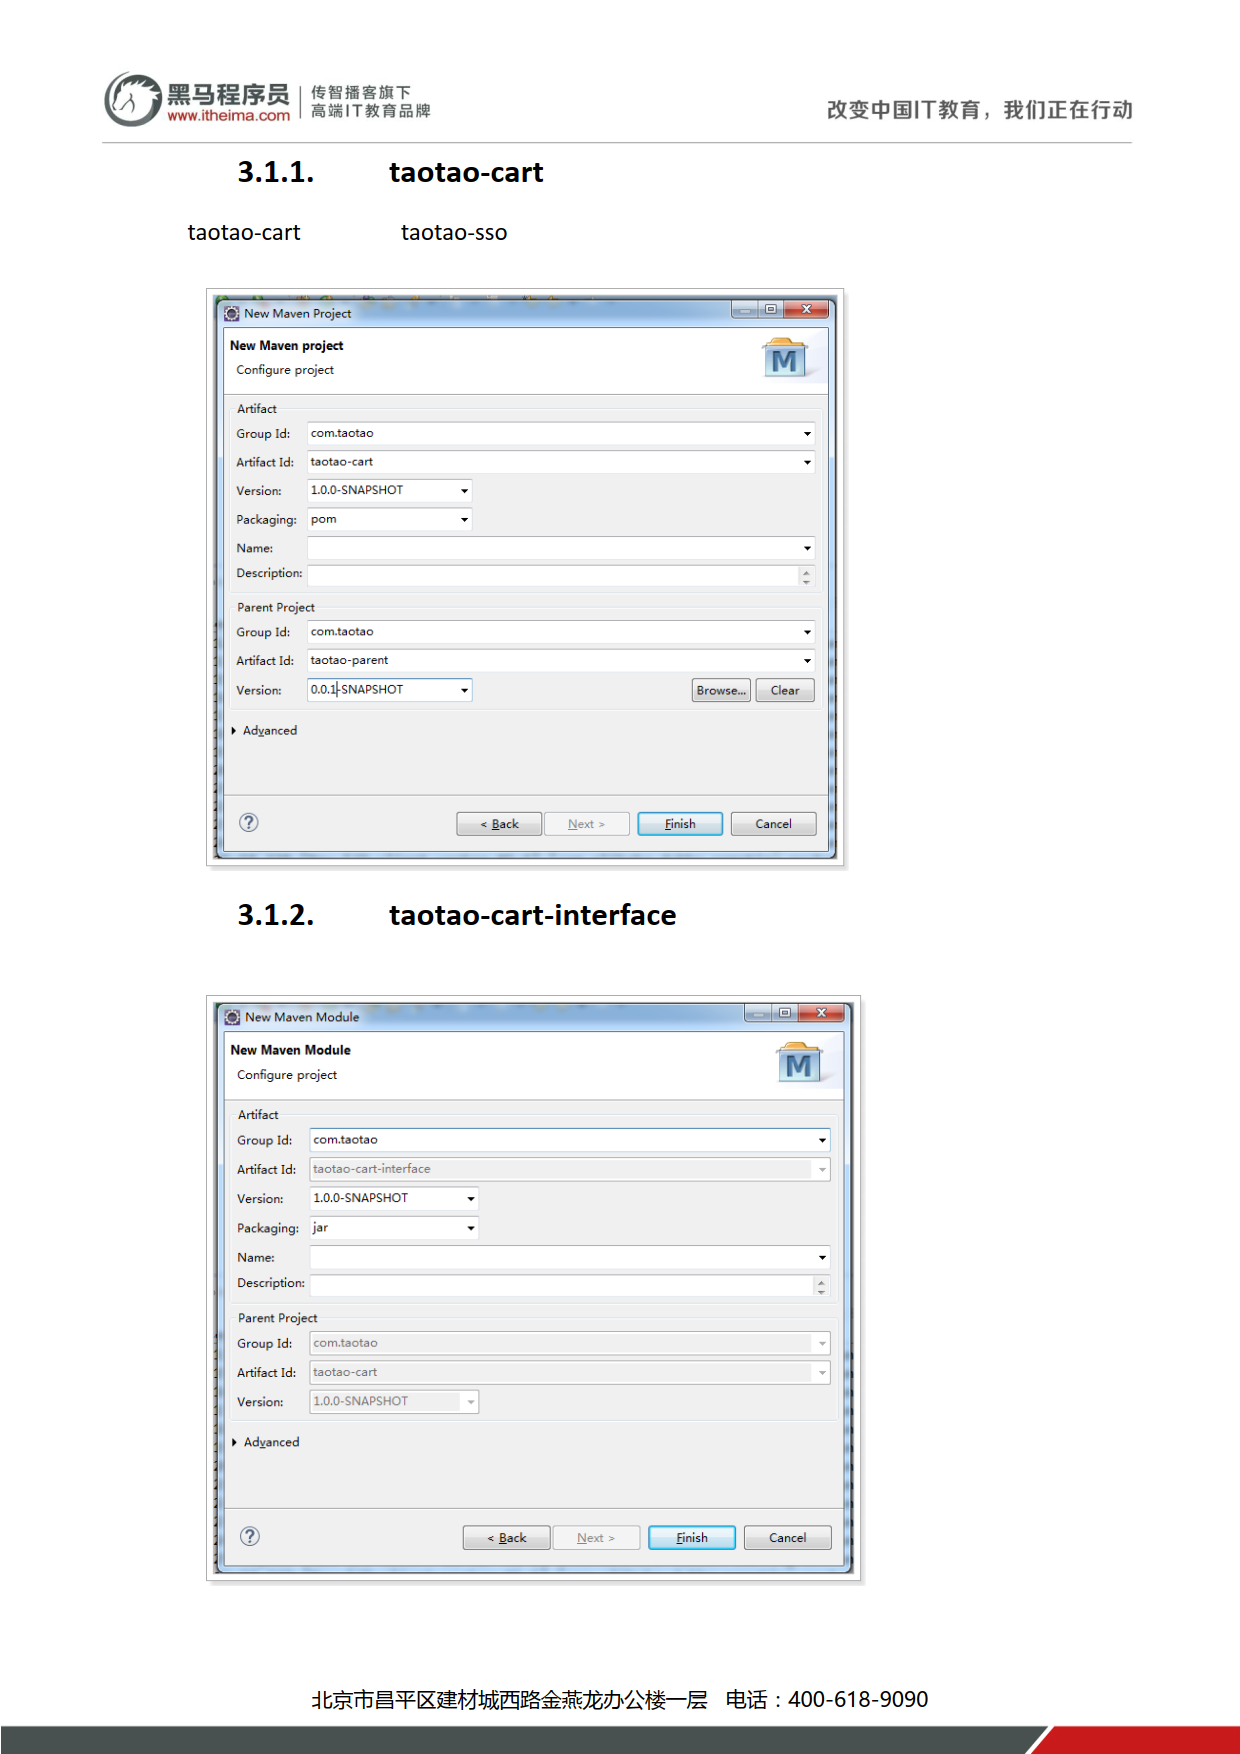 黑马程序员
www.itheima.com
传智播客旗下
高端IT教育品牌
改变中国IT教育，我们正在行动
3.1.1. taotao-cart
taotao-cart taotao-sso
New Maven Project
New Maven project
Configure project
Artifact
Group Id: com.taotao
Artifact Id: taotao-cart
Version: 1.0.0-SNAPSHOT
Packaging: pom
Name:
Description:
Parent Project
Group Id: com.taotao
Artifact Id: taotao-parent
Version: 0.0.1-SNAPSHOT Browse... Clear
Advanced
< Back Next > Finish Cancel
3.1.2. taotao-cart-interface
New Maven Module
New Maven Module
Configure project
Artifact
Group Id: com.taotao
Artifact Id: taotao-cart-interface
Version: 1.0.0-SNAPSHOT
Packaging: jar
Name:
Description:
Parent Project
Group Id: com.taotao
Artifact Id: taotao-cart
Version: 1.0.0-SNAPSHOT
Advanced
< Back Next > Finish Cancel
北京市昌平区建材城西路金燕龙办公楼一层 电话：400-618-9090